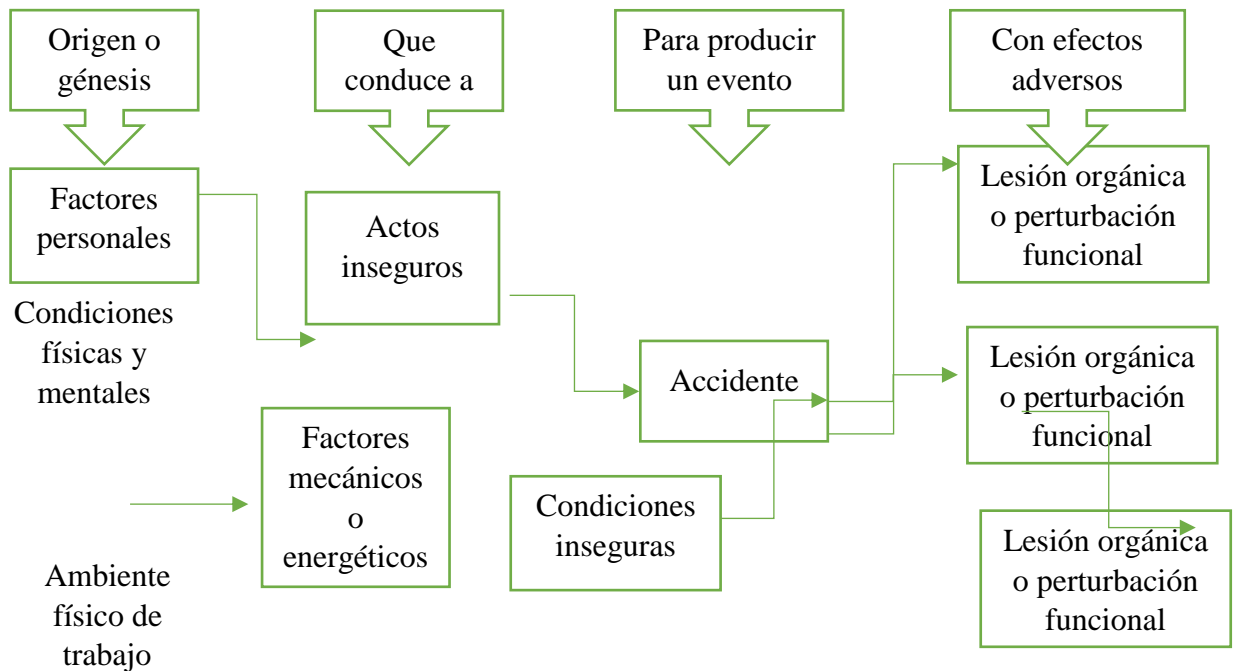 Origen o
génesis
Que
conduce a
Para producir
un evento
Con efectos
adversos
Factores
personales
Condiciones
físicas y
mentales
Actos
inseguros
Accidente
Lesión orgánica
o perturbación
funcional
Lesión orgánica
o perturbación
funcional
Factores
mecánicos
o
energéticos
Condiciones
inseguras
Lesión orgánica
o perturbación
funcional
Ambiente
físico de
trabajo